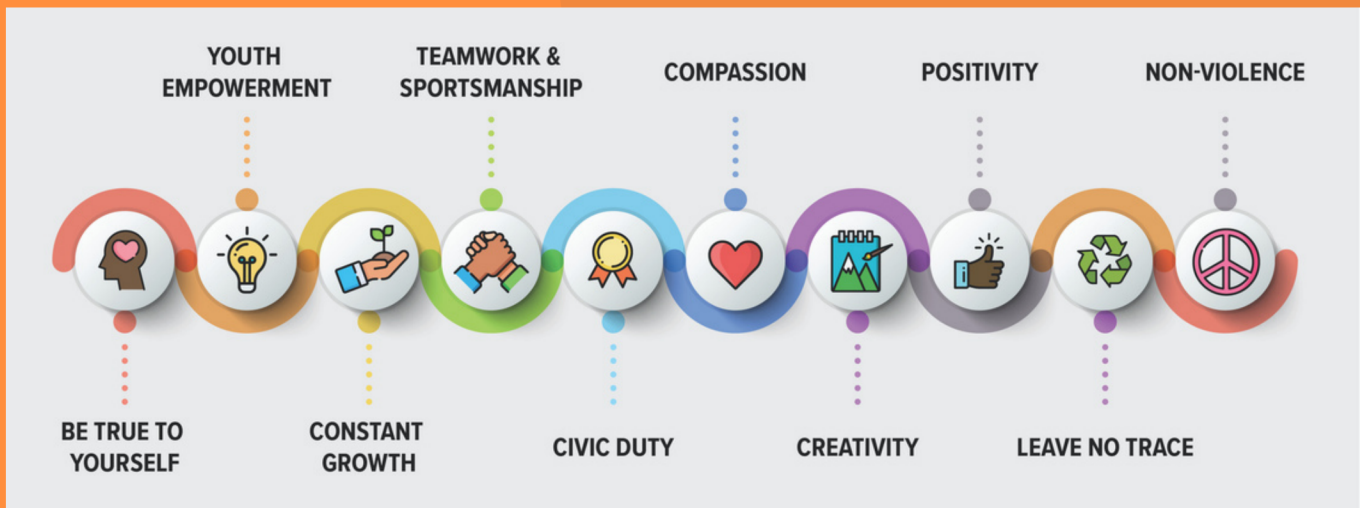 YOUTH
EMPOWERMENT
TEAMWORK &
SPORTSMANSHIP
COMPASSION
POSITIVITY
NON-VIOLENCE
BE TRUE TO
YOURSELF
CONSTANT
GROWTH
CIVIC DUTY
CREATIVITY
LEAVE NO TRACE